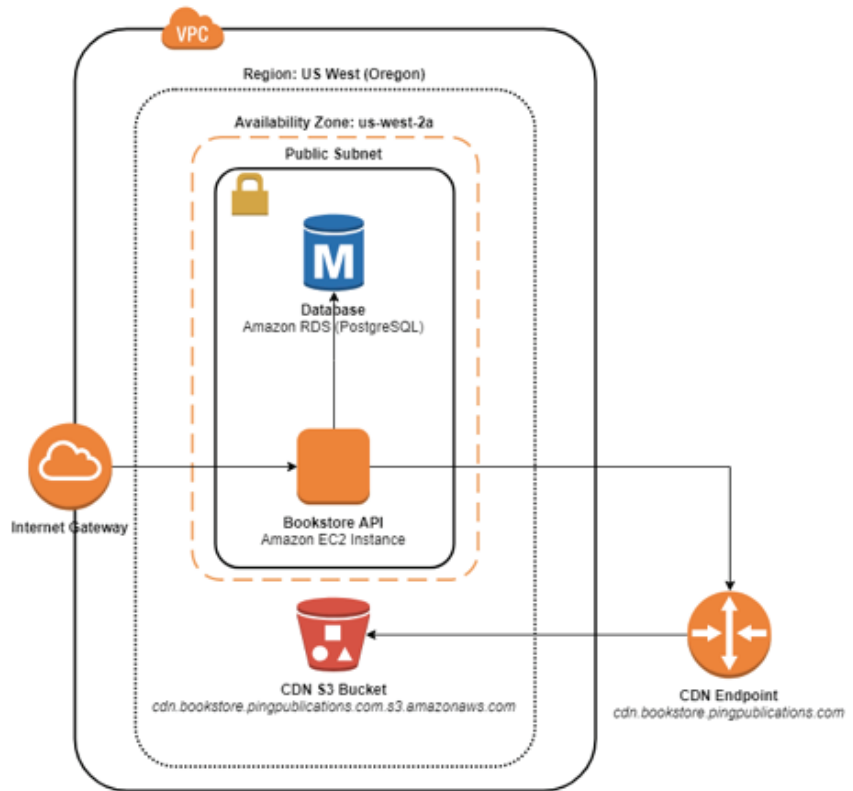 VPC
Region: US West (Oregon)
Availability Zone: us-west-2a
Public Subnet
M
Database
Amazon RDS (PostgreSQL)
Internet Gateway
Bookstore API
Amazon EC2 Instance
CDN S3 Bucket
cdn.bookstore.pingpublications.com.s3.amazonaws.com
CDN Endpoint
cdn.bookstore.pingpublications.com